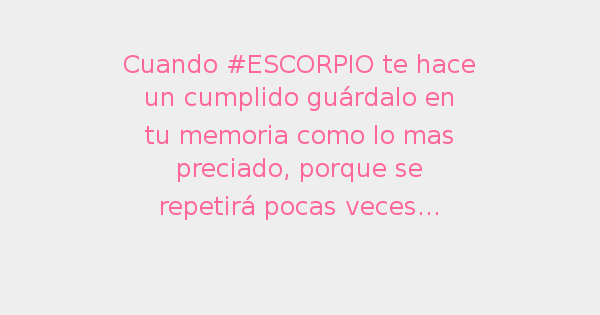 Cuando #ESCORPIO te hace
un cumplido guárdalo en
tu memoria como lo mas
preciado, porque se
repetirá pocas veces...